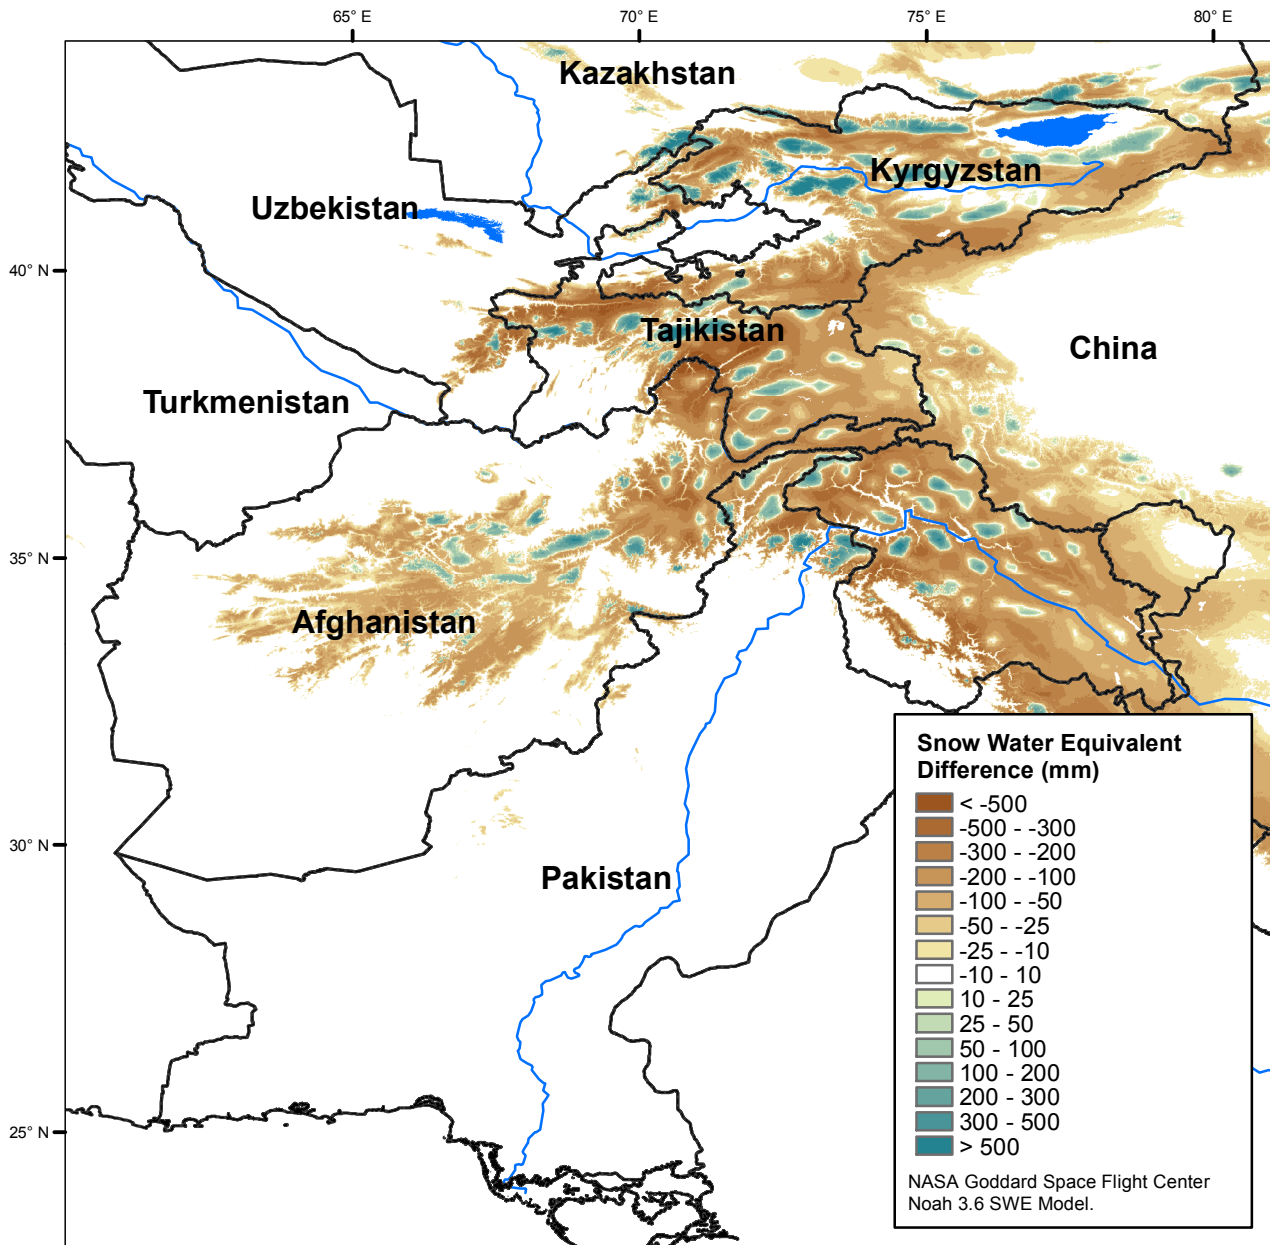 65° E 70° E 75° E 80° E
Kazakhstan
Kyrgyzstan
Uzbekistan
40° N
Tajikistan
China
Turkmenistan
35° N
Afghanistan
30° N
Pakistan
25° N
Snow Water Equivalent
Difference (mm)
< -500
-500 - -300
-300 - -200
-200 - -100
-100 - -50
-50 - -25
-25 - -10
-10 - 10
10 - 25
25 - 50
50 - 100
100 - 200
200 - 300
300 - 500
> 500
NASA Goddard Space Flight Center
Noah 3.6 SWE Model.